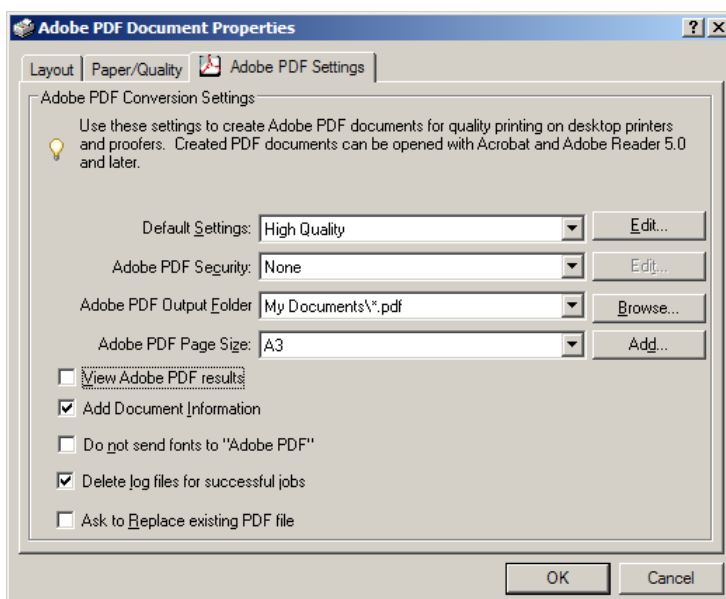 Adobe PDF Document Properties
Layout Paper/Quality Adobe PDF Settings
Adobe PDF Conversion Settings
Use these settings to create Adobe PDF documents for quality printing on desktop printers
and proofers. Created PDF documents can be opened with Acrobat and Adobe Reader 5.0
and later.
Default Settings: High Quality Edit...
Adobe PDF Security: None Edit...
Adobe PDF Output Folder My Documents\*.pdf Browse...
Adobe PDF Page Size: A3 Add...
View Adobe PDF results
Add Document Information
Do not send fonts to "Adobe PDF"
Delete log files for successful jobs
Ask to Replace existing PDF file
OK Cancel